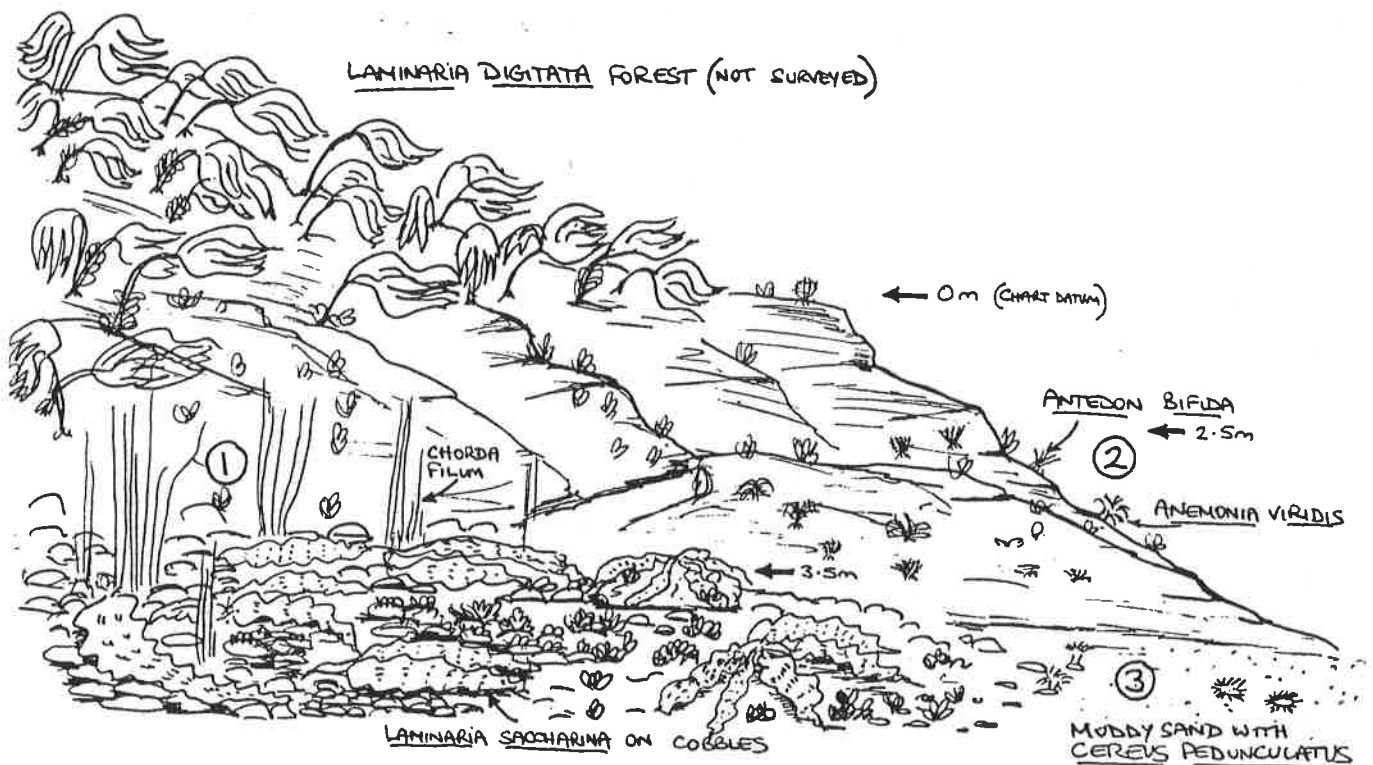 LAMINARIA DIGITATA FOREST (NOT SURVEYED)
← 0m (CHART DATUM)
ANTEDON BIFIDA
← 2.5m
2
1
CHORDA
FILUM
ANEMONIA VIRIDIS
← 3.5m
3
LAMINARIA SACCHARINA ON COBBLES
MUDDY SAND WITH
CEREUS PEDUNCULATUS